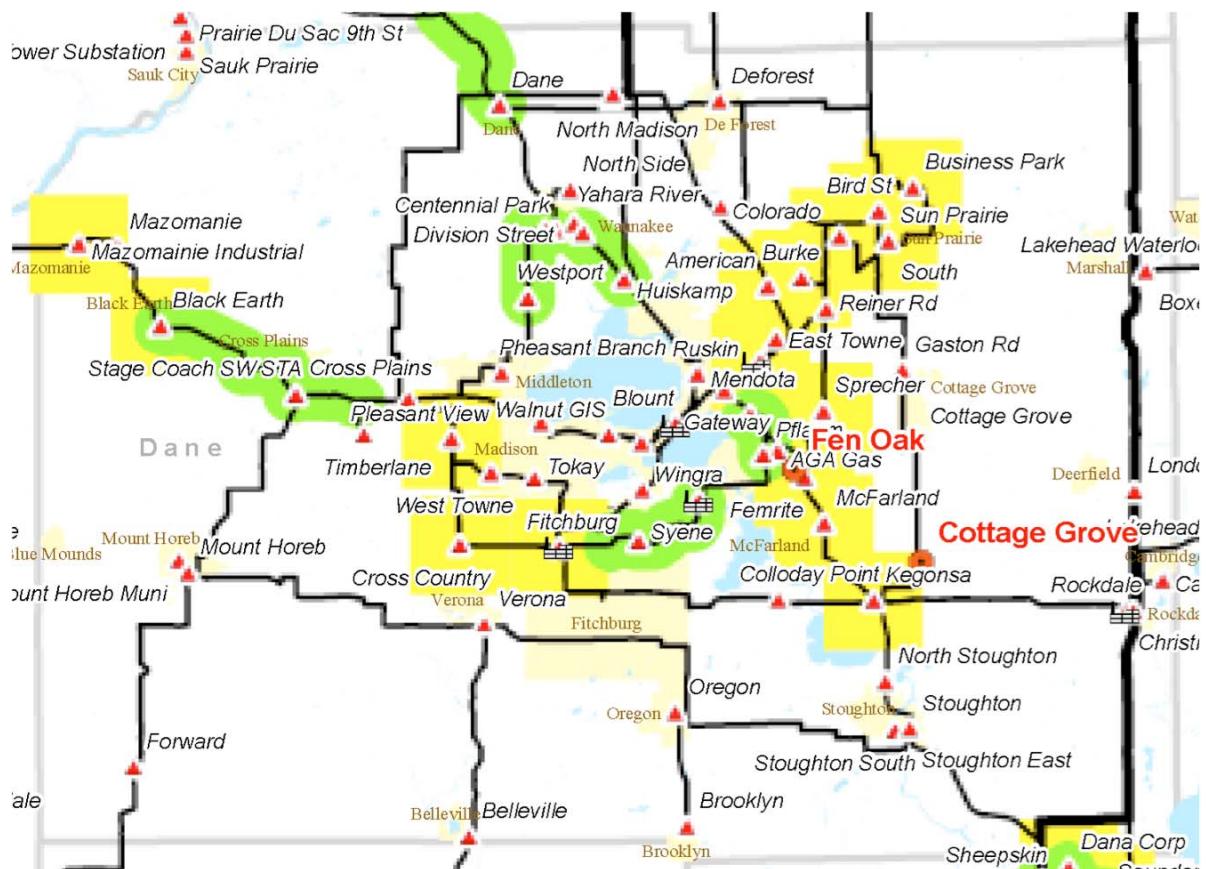 Prairie Du Sac 9th St
ower Substation
Sauk Prairie
Sauk City
Dane
Deforest
Dane
North Madison
De Forest
North Side
Business Park
Yahara River
Bird St
Centennial Park
Colorado
Sun Prairie
Waunakee
Mazomanie
Division Street
Sun Prairie
Mazomainie Industrial
American
Burke
South
Lakehead Waterloo
Mazomanie
Westport
Huiskamp
Marshall
Black Earth
Black Earth
Reiner Rd
Cross Plains
East Towne
Gaston Rd
Pheasant Branch
Ruskin
Stage Coach SW STA
Cross Plains
Middleton
Mendota
Sprecher
Cottage Grove
Blount
Pleasant View
Walnut GIS
Gateway
Pflaum
Cottage Grove
Fen Oak
Dane
Madison
Timberlane
Tokay
Wingra
AGA Gas
Deerfield
West Towne
McFarland
Fitchburg
Femrite
Syene
Cottage Grove
Lakehead
Mount Horeb
Mount Horeb
Blue Mounds
McFarland
Cambridge
Cross Country
Colloday Point
Kegonsa
Rockdale
ount Horeb Muni
Verona
Verona
Fitchburg
Christi
North Stoughton
Oregon
Oregon
Stoughton
Stoughton
Forward
Stoughton South
Stoughton East
Belleville
Belleville
Brooklyn
Brooklyn
Sheepskin
Dana Corp